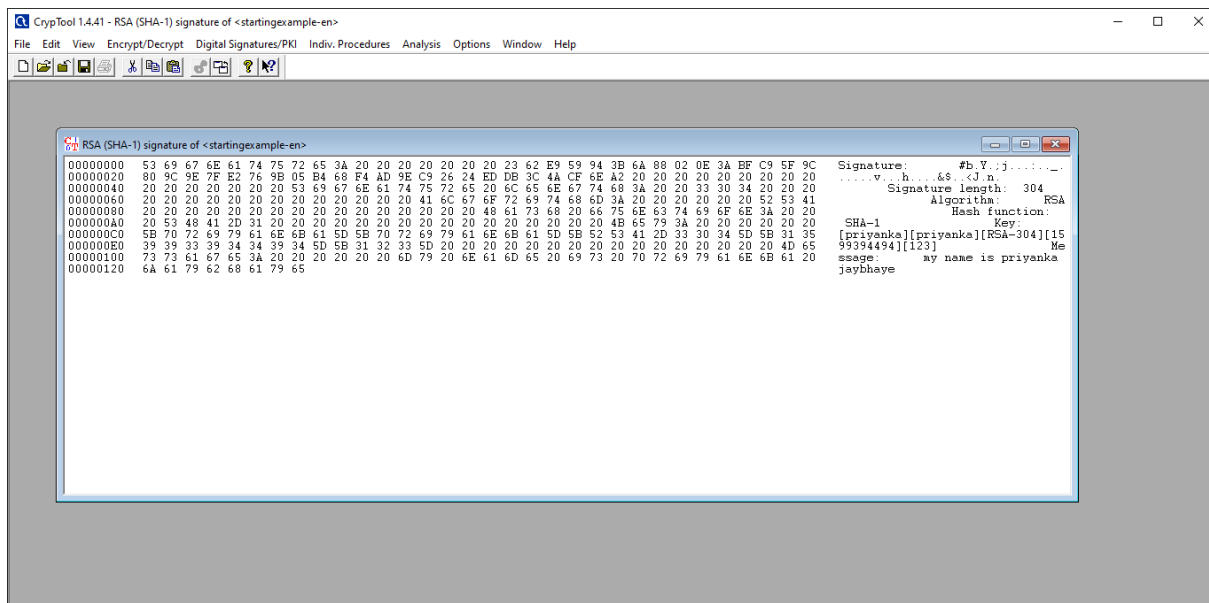 CrypTool 1.4.41 - RSA (SHA-1) signature of <startingexample-en>
File Edit View Encrypt/Decrypt Digital Signatures/PKI Indiv. Procedures Analysis Options Window Help
RSA (SHA-1) signature of <startingexample-en>
00000000 53 69 67 6E 61 74 75 72 65 3A 20 20 20 20 20 20 20 23 62 E9 59 94 3B 6A 88 02 0E 3A BF C9 5F 9C Signature: #b.Y.;j...:.._.
00000020 80 9C 9E 7F E2 76 9B 05 B4 68 F4 AD 9E C9 26 24 ED DB 3C 4A CF 6E A2 20 20 20 20 20 20 20 20 20 .....v...h....&$..<J.n.
00000040 20 20 20 20 20 20 20 53 69 67 6E 61 74 75 72 65 20 6C 65 6E 67 74 68 3A 20 20 33 30 34 20 20 20 Signature length: 304
00000060 20 20 20 20 20 20 20 20 20 20 20 20 20 41 6C 67 6F 72 69 74 68 6D 3A 20 20 20 20 20 20 52 53 41 Algorithm: RSA
00000080 20 20 20 20 20 20 20 20 20 20 20 20 20 20 20 20 48 61 73 68 20 66 75 6E 63 74 69 6F 6E 3A 20 20 Hash function:
000000A0 20 53 48 41 2D 31 20 20 20 20 20 20 20 20 20 20 20 20 20 20 20 20 4B 65 79 3A 20 20 20 20 20 20 SHA-1 Key:
000000C0 5B 70 72 69 79 61 6E 6B 61 5D 5B 70 72 69 79 61 6E 6B 61 5D 5B 52 53 41 2D 33 30 34 5D 5B 31 35 [priyanka][priyanka][RSA-304][15
000000E0 39 39 33 39 34 34 39 34 5D 5B 31 32 33 5D 20 20 20 20 20 20 20 20 20 20 20 20 20 20 20 20 4D 65 99394494][123] Me
00000100 73 73 61 67 65 3A 20 20 20 20 20 20 6D 79 20 6E 61 6D 65 20 69 73 20 70 72 69 79 61 6E 6B 61 20 ssage: my name is priyanka
00000120 6A 61 79 62 68 61 79 65 jaybhaye